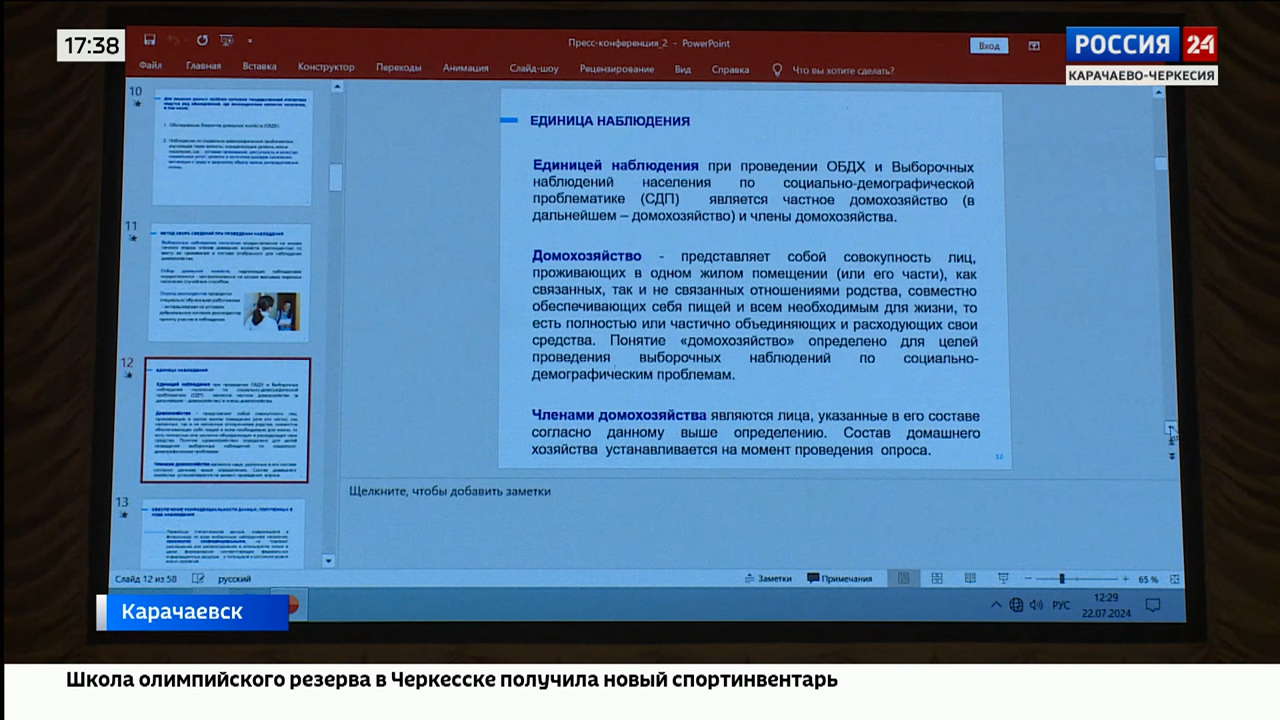 17:38
Пресс-конференция_2 - PowerPoint
Вход
РОССИЯ 24
КАРАЧАЕВО-ЧЕРКЕСИЯ
Файл Главная Вставка Конструктор Переходы Анимация Слайд-шоу Рецензирование Вид Справка Что вы хотите сделать?
10
11
12
13
ЕДИНИЦА НАБЛЮДЕНИЯ
Единицей наблюдения при проведении ОБДХ и Выборочных
наблюдений населения по социально-демографической
проблематике (СДП) является частное домохозяйство (в
дальнейшем – домохозяйство) и члены домохозяйства.
Домохозяйство - представляет собой совокупность лиц,
проживающих в одном жилом помещении (или его части), как
связанных, так и не связанных отношениями родства, совместно
обеспечивающих себя пищей и всем необходимым для жизни, то
есть полностью или частично объединяющих и расходующих свои
средства. Понятие «домохозяйство» определено для целей
проведения выборочных наблюдений по социально-
демографическим проблемам.
Членами домохозяйства являются лица, указанные в его составе
согласно данному выше определению. Состав домашнего
хозяйства устанавливается на момент проведения опроса.
12
Щелкните, чтобы добавить заметки
Слайд 12 из 58 русский
Заметки Примечания 65 %
РУС
12:29
22.07.2024
Карачаевск
Школа олимпийского резерва в Черкесске получила новый спортинвентарь